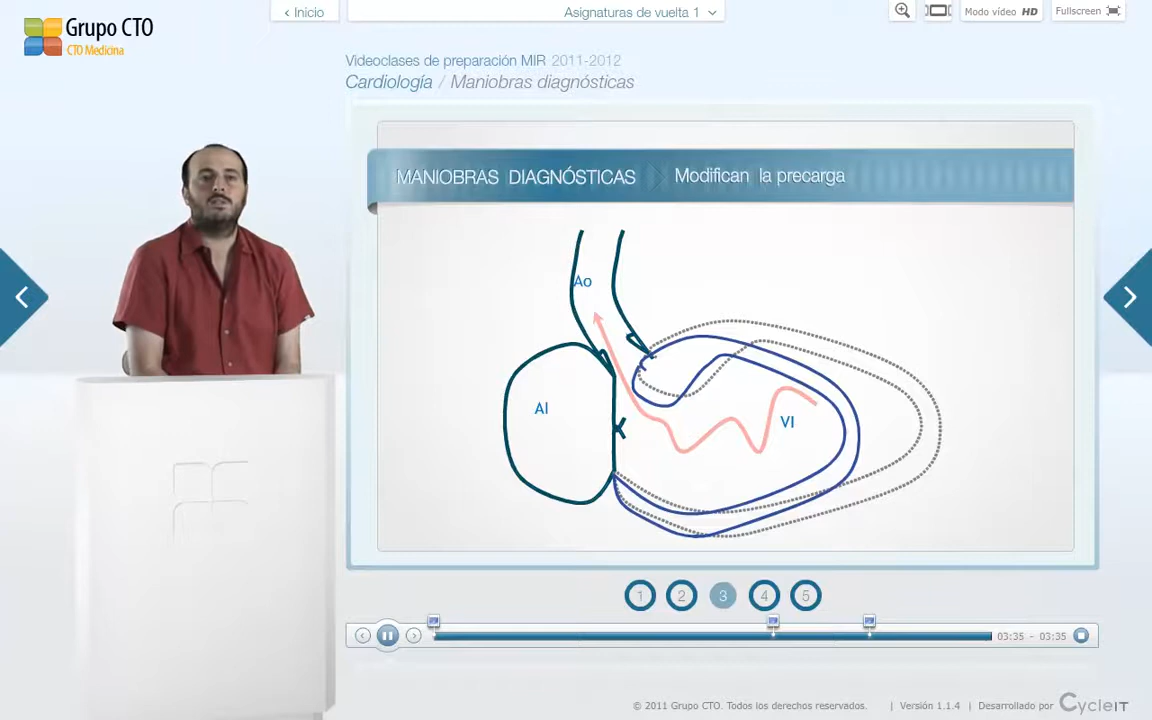 ‹ Inicio
Asignaturas de vuelta 1
Modo vídeo HD
Fullscreen
Grupo CTO
CTO Medicina
Videoclases de preparación MIR 2011-2012
Cardiología / Maniobras diagnósticas
MANIOBRAS DIAGNÓSTICAS
Modifican la precarga
Ao
AI
VI
1 2 3 4 5
03:35 - 03:35
© 2011 Grupo CTO. Todos los derechos reservados. | Versión 1.1.4 | Desarrollado por CycleIT